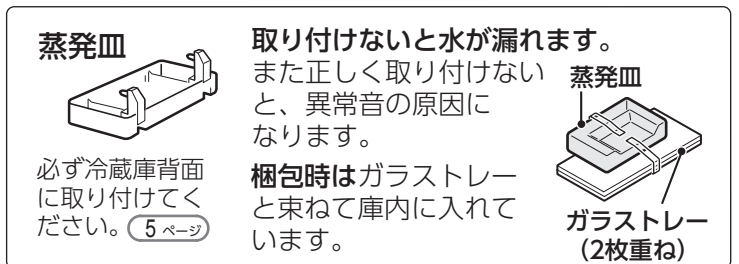 蒸発皿
必ず冷蔵庫背面
に取り付けてく
ださい。 5 ページ
取り付けないと水が漏れます。
また正しく取り付けない
と、異常音の原因に
なります。
梱包時はガラストレー
と束ねて庫内に入れて
います。
蒸発皿
ガラストレー
（2枚重ね）